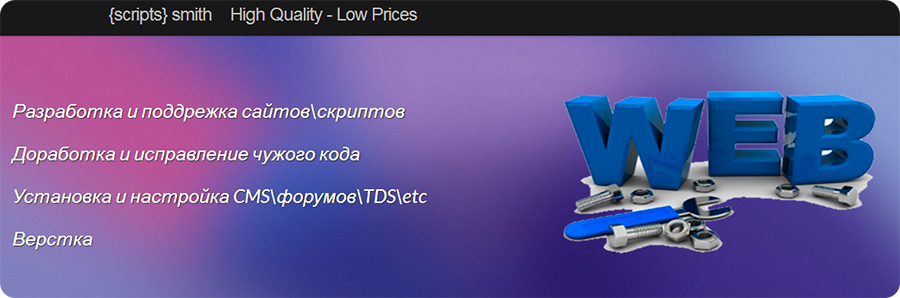 {scripts} smith High Quality - Low Prices
Разработка и поддрежка сайтов\скриптов
Доработка и исправление чужого кода
Установка и настройка CMS\форумов\TDS\etc
Верстка
WEB